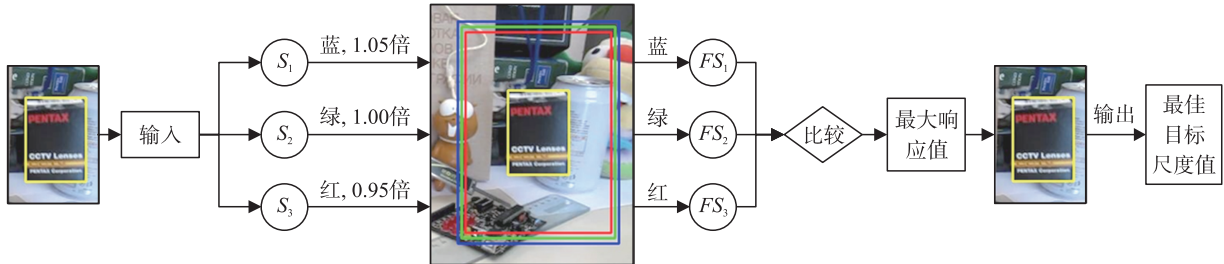 PENTAX
CCTV Lenses
PENTAX Corporation
输入
S₁
S₂
S₃
蓝, 1.05倍
绿, 1.00倍
红, 0.95倍
PENTAX
CCTV Lenses
PENTAX Corporation
蓝
绿
红
FS₁
FS₂
FS₃
比较
最大响
应值
PENTAX
CCTV Lenses
PENTAX Corporation
输出
最佳
目标
尺度值